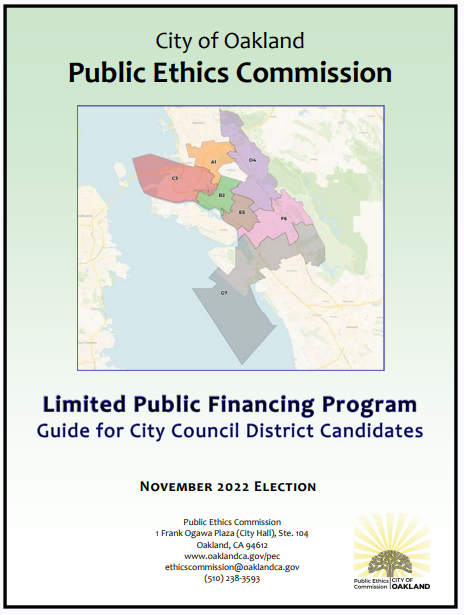 City of Oakland
Public Ethics Commission
A1
D4
C3
B2
E5
F6
G7
Limited Public Financing Program
Guide for City Council District Candidates
NOVEMBER 2022 ELECTION
Public Ethics Commission
1 Frank Ogawa Plaza (City Hall), Ste. 104
Oakland, CA 94612
www.oaklandca.gov/pec
ethicscommission@oaklandca.gov
(510) 238-3593
Public Ethics Commission
CITY OF OAKLAND